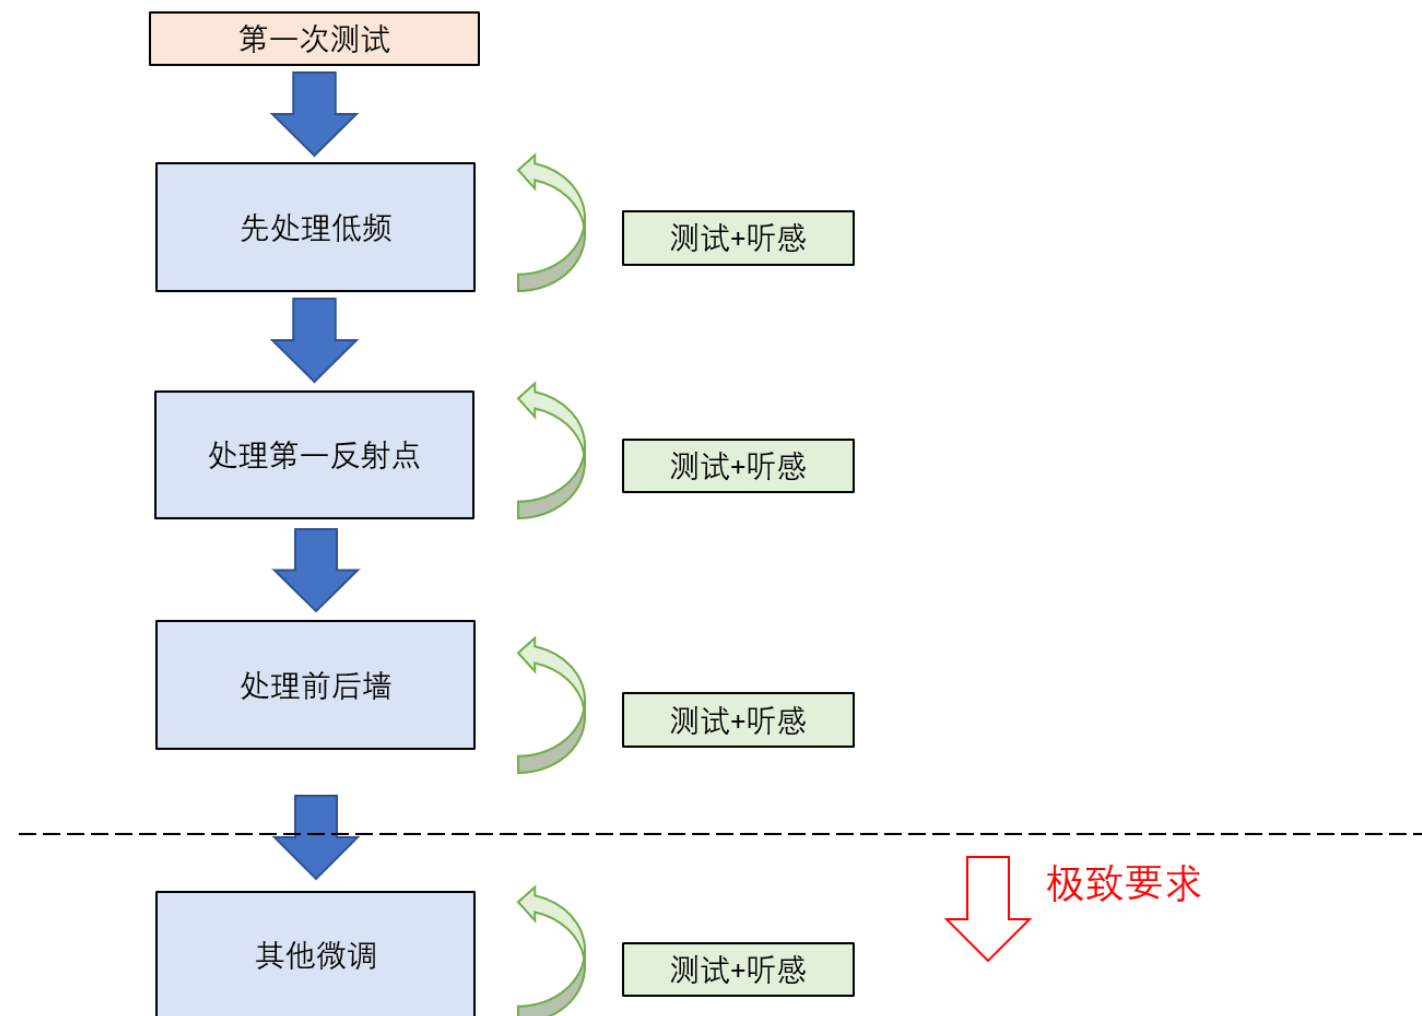 第一次测试
先处理低频
测试+听感
处理第一反射点
测试+听感
处理前后墙
测试+听感
极致要求
其他微调
测试+听感